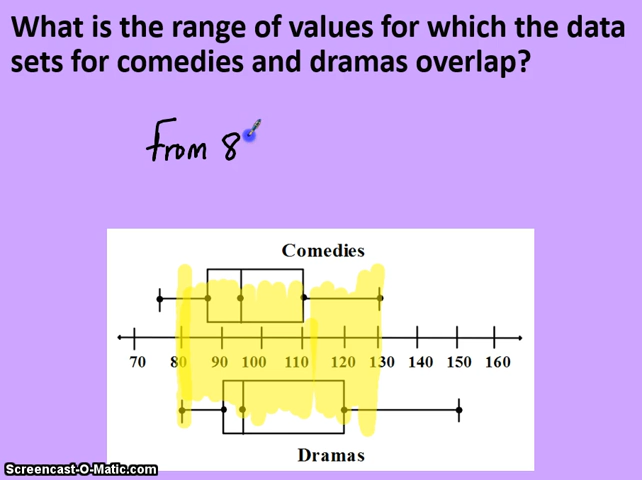 What is the range of values for which the data
sets for comedies and dramas overlap?
From 8
Comedies
70 80 90 100 110 120 130 140 150 160
Dramas
Screencast-O-Matic.com